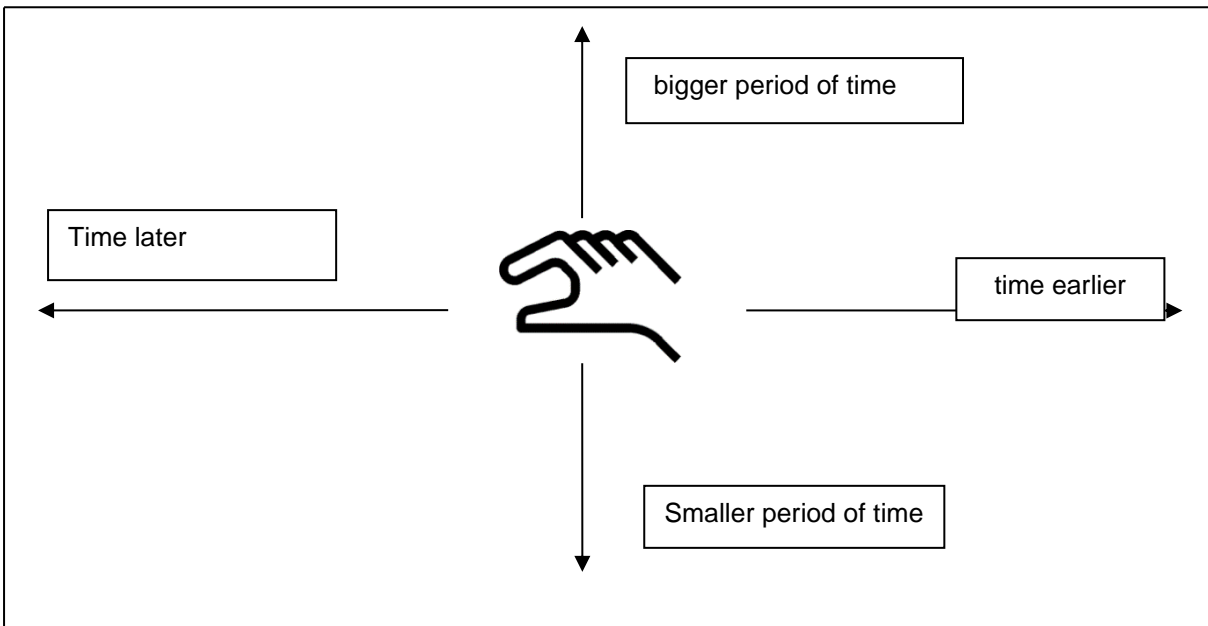 bigger period of time
Time later
time earlier
Smaller period of time